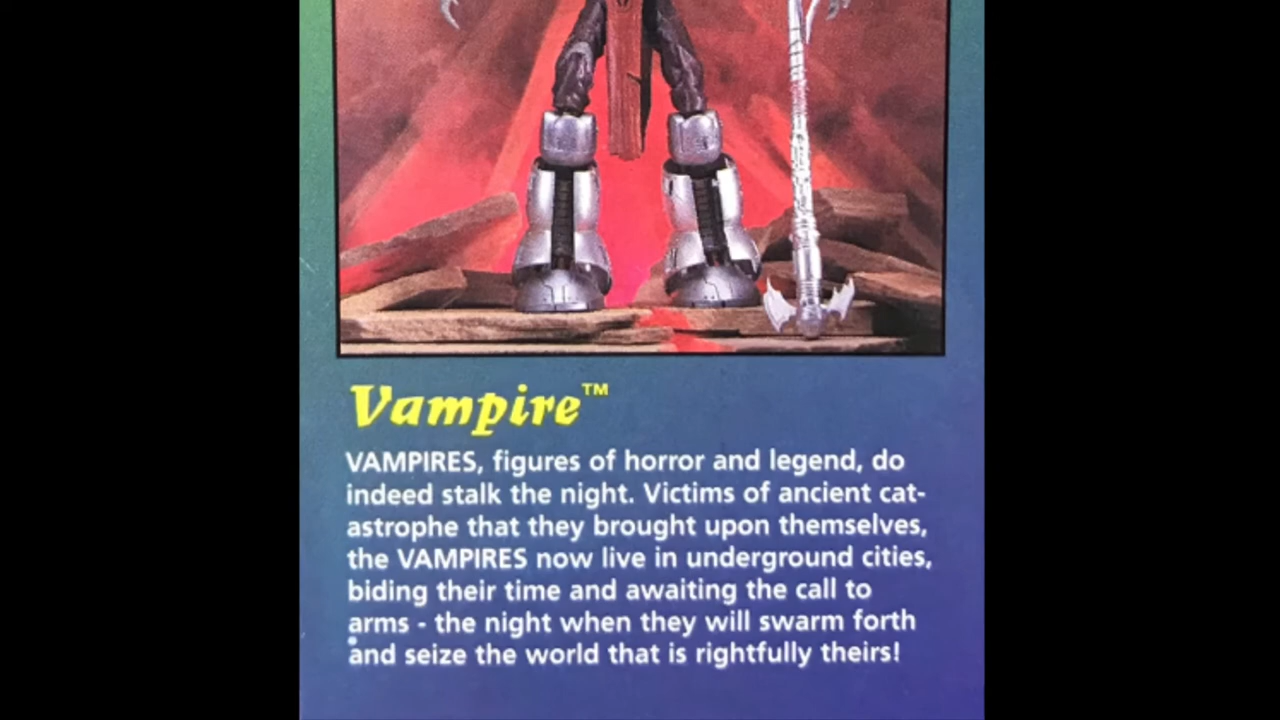 Vampire™
VAMPIRES, figures of horror and legend, do
indeed stalk the night. Victims of ancient cat-
astrophe that they brought upon themselves,
the VAMPIRES now live in underground cities,
biding their time and awaiting the call to
arms - the night when they will swarm forth
and seize the world that is rightfully theirs!